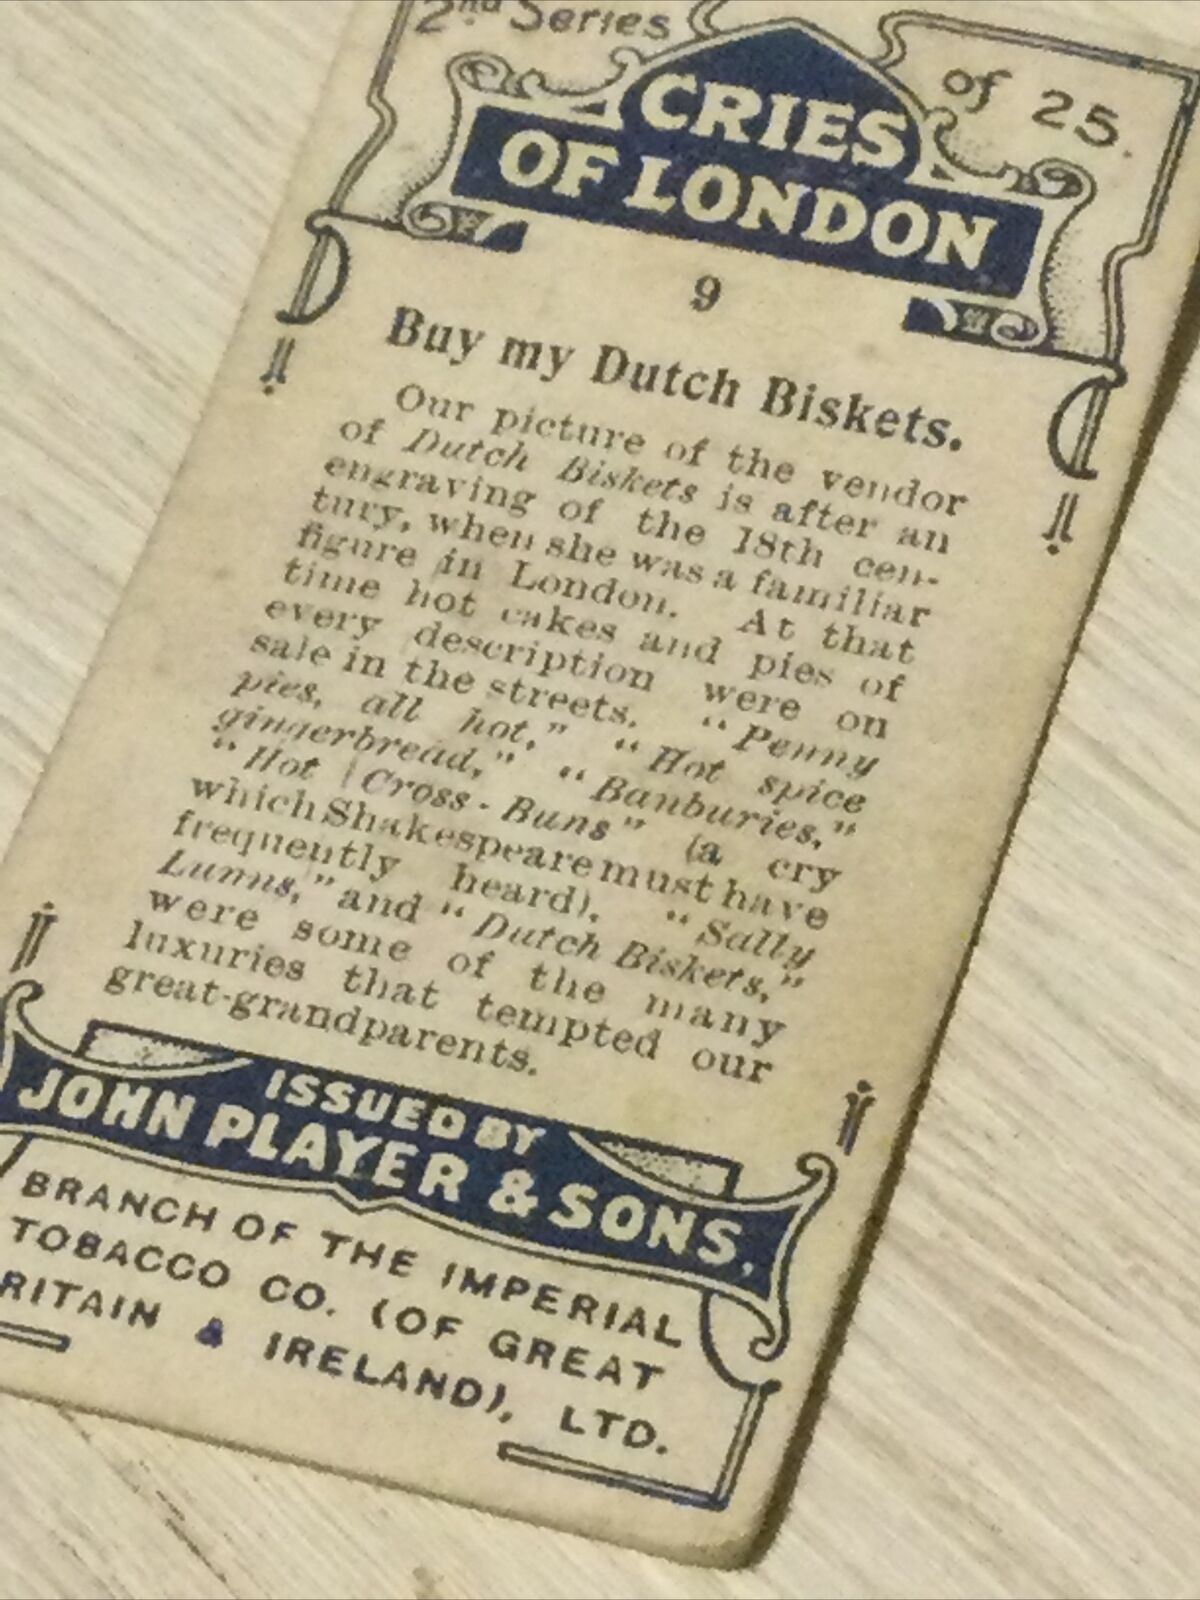 2nd Series of 25.
CRIES
OF LONDON
9
Buy my Dutch Biskets.
Our picture of the vendor
of Dutch Biskets is after an
engraving of the 18th cen-
tury, when she was a familiar
figure in London. At that
time hot cakes and pies of
every description were on
sale in the streets. "Penny
pies, all hot," "Hot spice
gingerbread," "Banburies,"
"Hot Cross-Buns" (a cry
which Shakespeare must have
frequently heard). "Sally
Lunns," and "Dutch Biskets,"
were some of the many
luxuries that tempted our
great-grandparents.
ISSUED BY
JOHN PLAYER & SONS.
BRANCH OF THE IMPERIAL
TOBACCO CO. (OF GREAT
RITAIN & IRELAND), LTD.